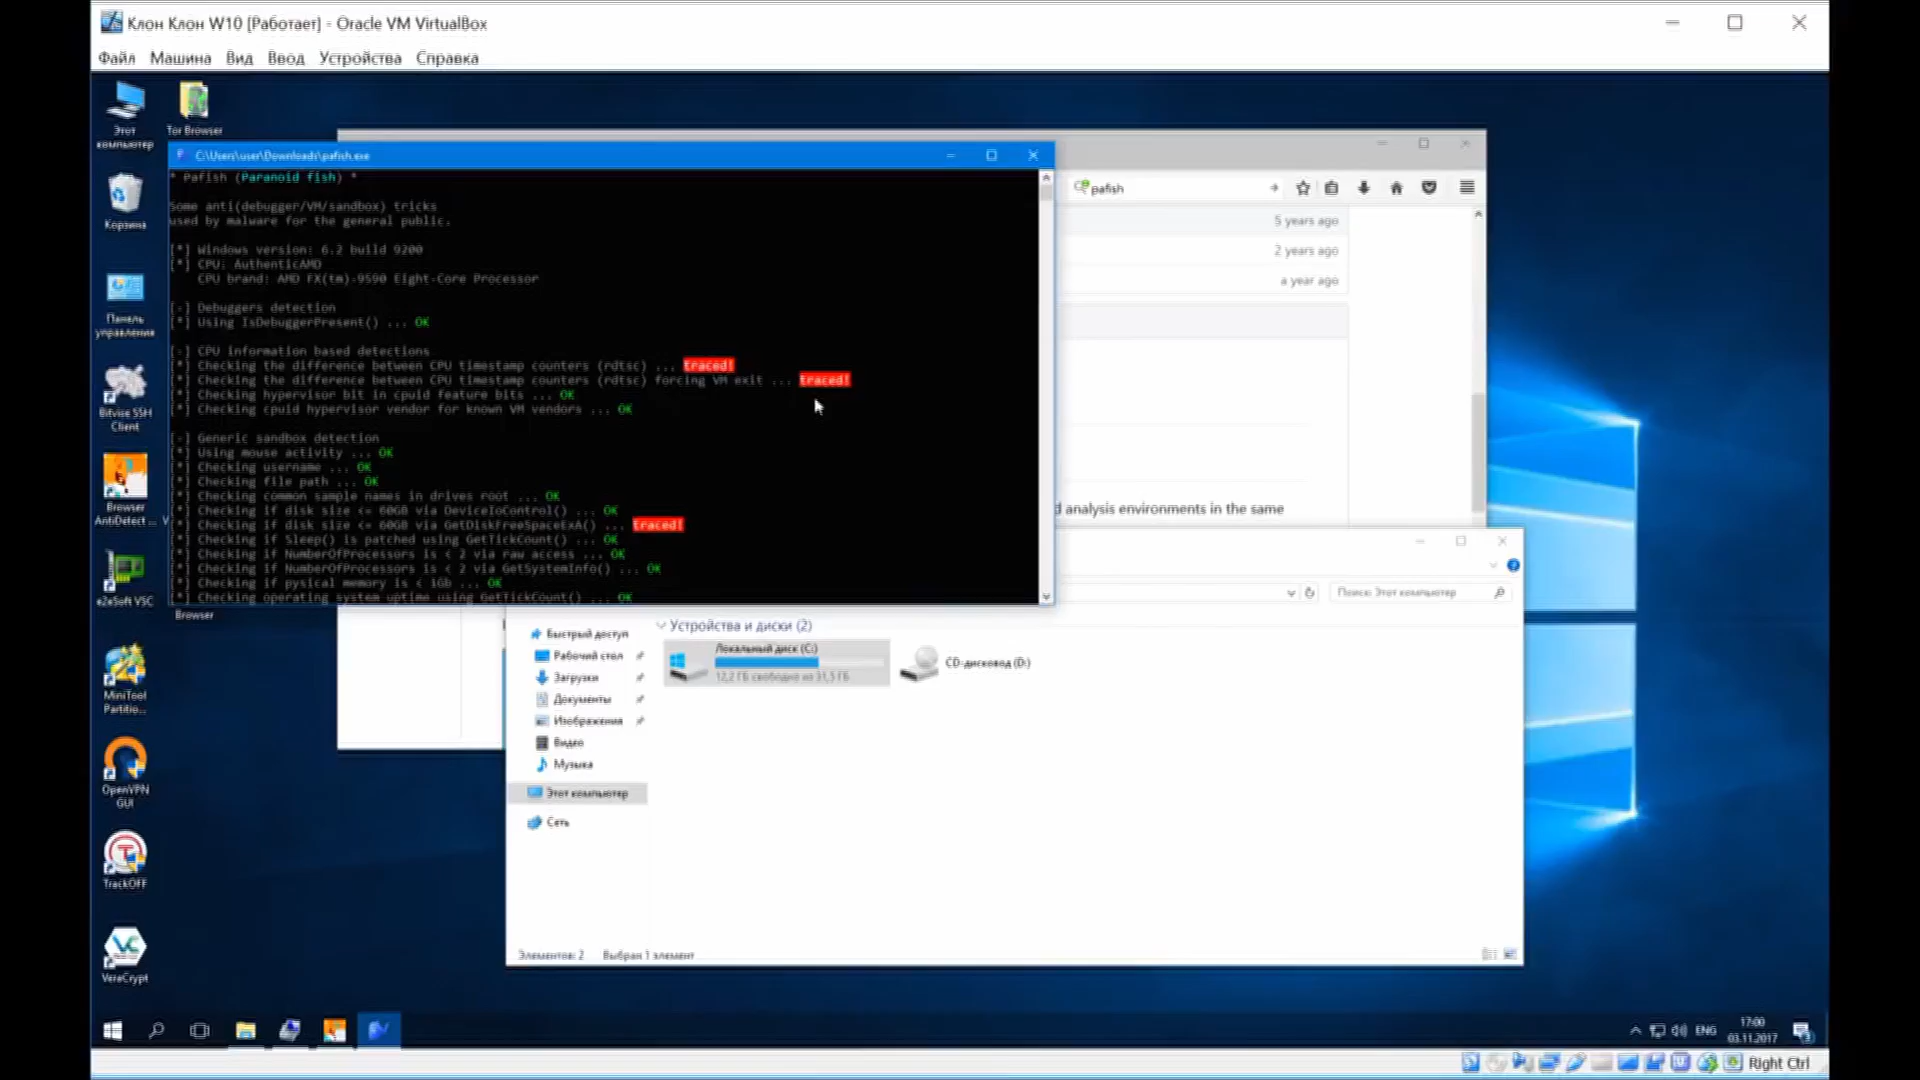 Клон Клон W10 [Работает] - Oracle VM VirtualBox
Файл Машина Вид Ввод Устройства Справка
Этот компьютер
Tor Browser
Корзина
Панель управления
Bitvise SSH Client
Browser AntiDetect ...
e2eSoft VSC
Browser
MiniTool Partitio...
OpenVPN GUI
TrackOFF
VeraCrypt
C:\Users\user\Downloads\pafish.exe
* Pafish (Paranoid fish) *
Some anti(debugger/VM/sandbox) tricks
used by malware for the general public.
[*] Windows version: 6.2 build 9200
[*] CPU: AuthenticAMD
CPU brand: AMD FX(tm)-9590 Eight-Core Processor
[-] Debuggers detection
[*] Using IsDebuggerPresent() ... OK
[-] CPU information based detections
[*] Checking the difference between CPU timestamp counters (rdtsc) ... traced!
[*] Checking the difference between CPU timestamp counters (rdtsc) forcing VM exit ... traced!
[*] Checking hypervisor bit in cpuid feature bits ... OK
[*] Checking cpuid hypervisor vendor for known VM vendors ... OK
[-] Generic sandbox detection
[*] Using mouse activity ... OK
[*] Checking username ... OK
[*] Checking file path ... OK
[*] Checking common sample names in drives root ... OK
[*] Checking if disk size <= 60GB via DeviceIoControl() ... OK
[*] Checking if disk size <= 60GB via GetDiskFreeSpaceExA() ... traced!
[*] Checking if Sleep() is patched using GetTickCount() ... OK
[*] Checking if NumberOfProcessors is < 2 via raw access ... OK
[*] Checking if NumberOfProcessors is < 2 via GetSystemInfo() ... OK
[*] Checking if pysical memory is < 1Gb ... OK
[*] Checking operating system uptime using GetTickCount() ... OK
pafish
5 years ago
2 years ago
a year ago
d analysis environments in the same
Поиск: Этот компьютер
Быстрый доступ
Рабочий стол
Загрузки
Документы
Изображения
Видео
Музыка
Этот компьютер
Сеть
Устройства и диски (2)
Локальный диск (C:)
12,2 ГБ свободно из 31,5 ГБ
CD-дисковод (D:)
Элементов: 2 Выбран 1 элемент
ENG
17:00
03.11.2017
Right Ctrl